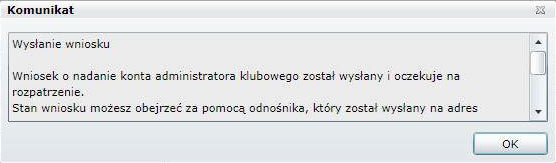 Komunikat
Wysłanie wniosku
Wniosek o nadanie konta administratora klubowego został wysłany i oczekuje na
rozpatrzenie.
Stan wniosku możesz obejrzeć za pomocą odnośnika, który został wysłany na adres
OK